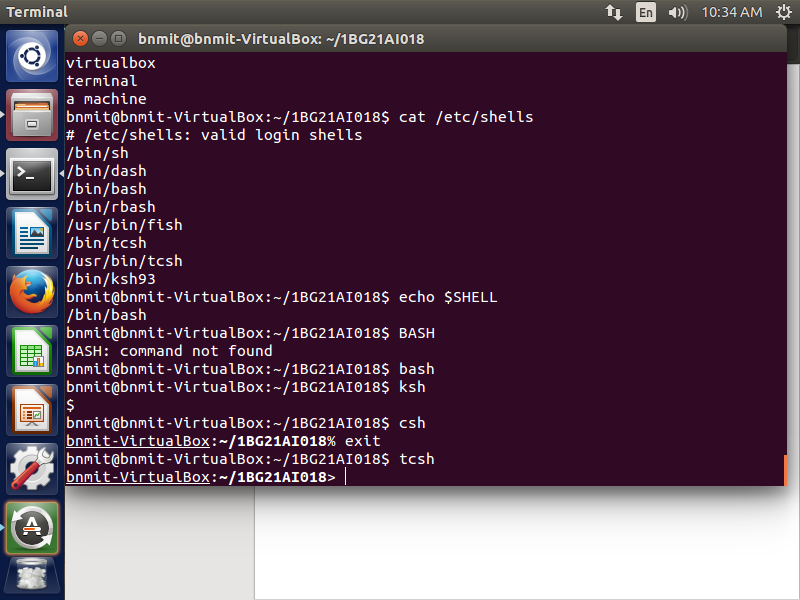 Terminal
En
10:34 AM
bnmit@bnmit-VirtualBox: ~/1BG21AI018
virtualbox
terminal
a machine
bnmit@bnmit-VirtualBox:~/1BG21AI018$ cat /etc/shells
# /etc/shells: valid login shells
/bin/sh
/bin/dash
/bin/bash
/bin/rbash
/usr/bin/fish
/bin/tcsh
/usr/bin/tcsh
/bin/ksh93
bnmit@bnmit-VirtualBox:~/1BG21AI018$ echo $SHELL
/bin/bash
bnmit@bnmit-VirtualBox:~/1BG21AI018$ BASH
BASH: command not found
bnmit@bnmit-VirtualBox:~/1BG21AI018$ bash
bnmit@bnmit-VirtualBox:~/1BG21AI018$ ksh
$
bnmit@bnmit-VirtualBox:~/1BG21AI018$ csh
bnmit-VirtualBox:~/1BG21AI018% exit
bnmit@bnmit-VirtualBox:~/1BG21AI018$ tcsh
bnmit-VirtualBox:~/1BG21AI018>